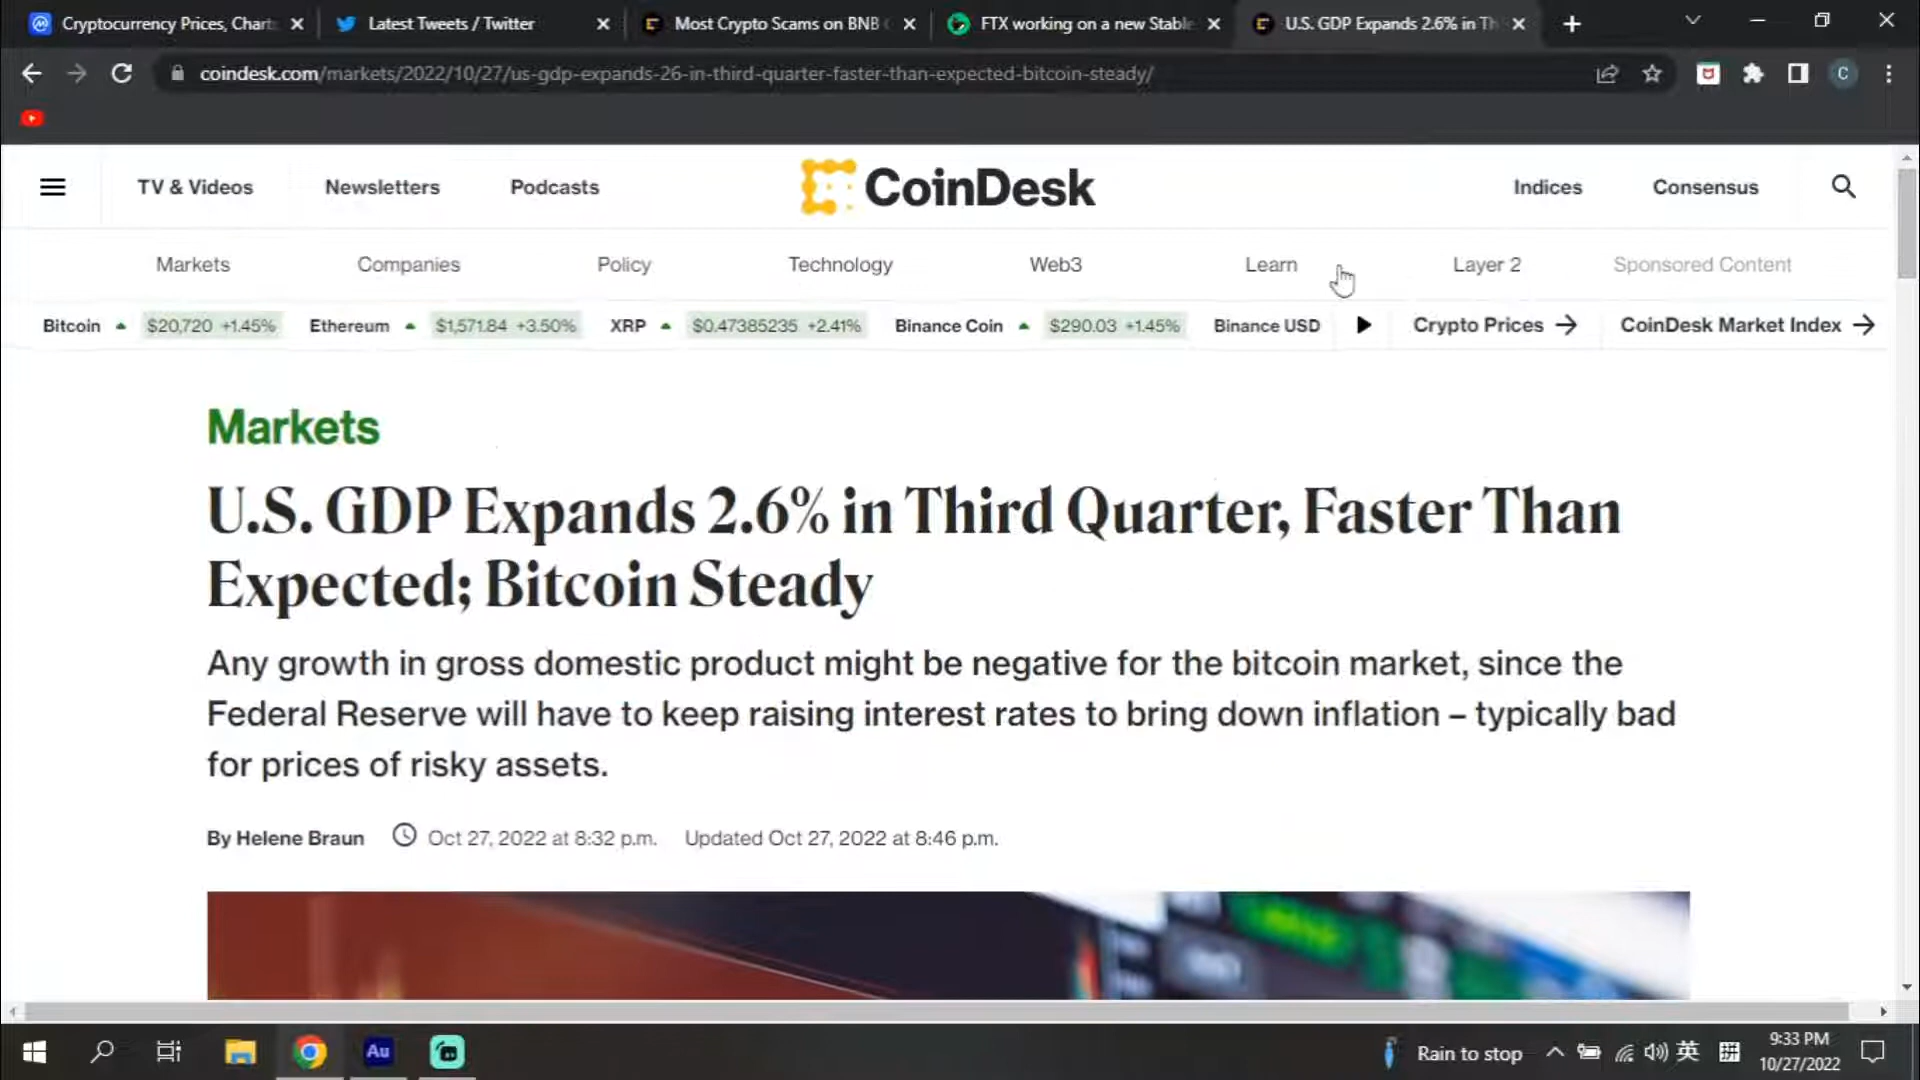 Cryptocurrency Prices, Chart
Latest Tweets / Twitter
Most Crypto Scams on BNB
FTX working on a new Stable
U.S. GDP Expands 2.6% in Th
coindesk.com/markets/2022/10/27/us-gdp-expands-26-in-third-quarter-faster-than-expected-bitcoin-steady/
C
TV & Videos
Newsletters
Podcasts
CoinDesk
Indices
Consensus
Markets
Companies
Policy
Technology
Web3
Learn
Layer 2
Sponsored Content
Bitcoin $20,720 +1.45%
Ethereum $1,571.84 +3.50%
XRP $0.47385235 +2.41%
Binance Coin $290.03 +1.45%
Binance USD
Crypto Prices
CoinDesk Market Index
Markets
U.S. GDP Expands 2.6% in Third Quarter, Faster Than
Expected; Bitcoin Steady
Any growth in gross domestic product might be negative for the bitcoin market, since the
Federal Reserve will have to keep raising interest rates to bring down inflation – typically bad
for prices of risky assets.
By Helene Braun
Oct 27, 2022 at 8:32 p.m.
Updated Oct 27, 2022 at 8:46 p.m.
Au
Rain to stop
英
拼
9:33 PM
10/27/2022